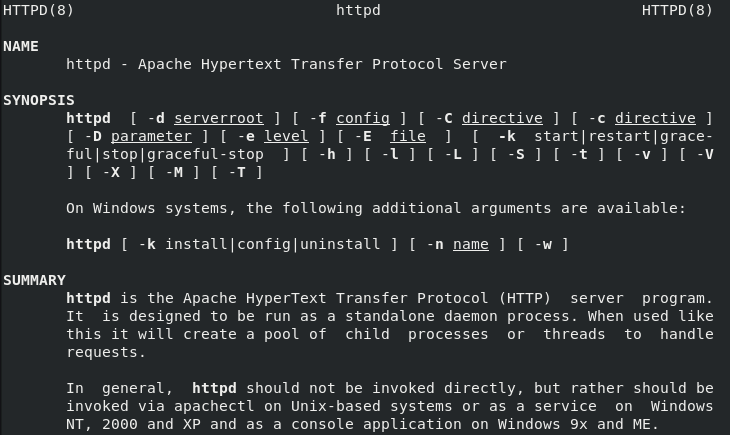 HTTPD(8) httpd HTTPD(8)
NAME
httpd - Apache Hypertext Transfer Protocol Server
SYNOPSIS
httpd [ -d serverroot ] [ -f config ] [ -C directive ] [ -c directive ]
[ -D parameter ] [ -e level ] [ -E file ] [ -k start|restart|grace-
ful|stop|graceful-stop ] [ -h ] [ -l ] [ -L ] [ -S ] [ -t ] [ -v ] [ -V
] [ -X ] [ -M ] [ -T ]
On Windows systems, the following additional arguments are available:
httpd [ -k install|config|uninstall ] [ -n name ] [ -w ]
SUMMARY
httpd is the Apache HyperText Transfer Protocol (HTTP) server program.
It is designed to be run as a standalone daemon process. When used like
this it will create a pool of child processes or threads to handle
requests.
In general, httpd should not be invoked directly, but rather should be
invoked via apachectl on Unix-based systems or as a service on Windows
NT, 2000 and XP and as a console application on Windows 9x and ME.